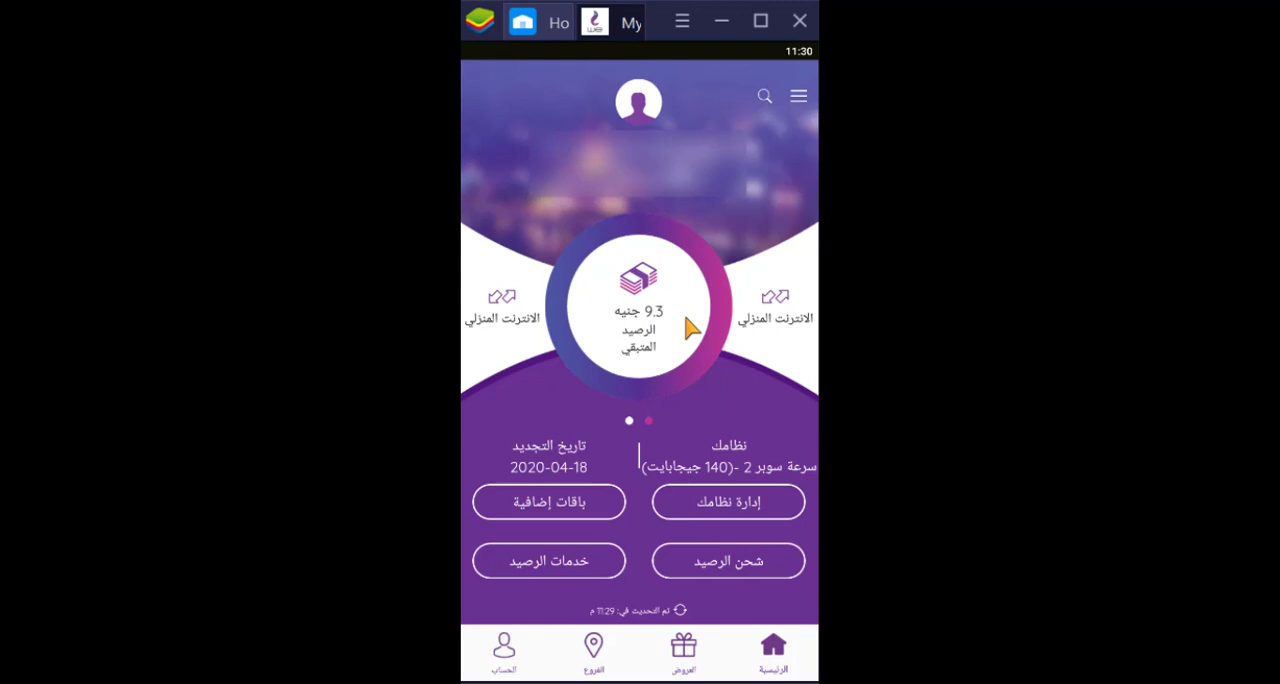 Ho
My
we
11:30
9.3 جنيه
الرصيد
المتبقي
الانترنت المنزلي
الانترنت المنزلي
نظامك
سرعة سوبر 2 -(140 جيجابايت)
تاريخ التجديد
2020-04-18
إدارة نظامك
باقات إضافية
شحن الرصيد
خدمات الرصيد
تم التحديث في: 11:29 م
الرئيسية
العروض
الفروع
الحساب